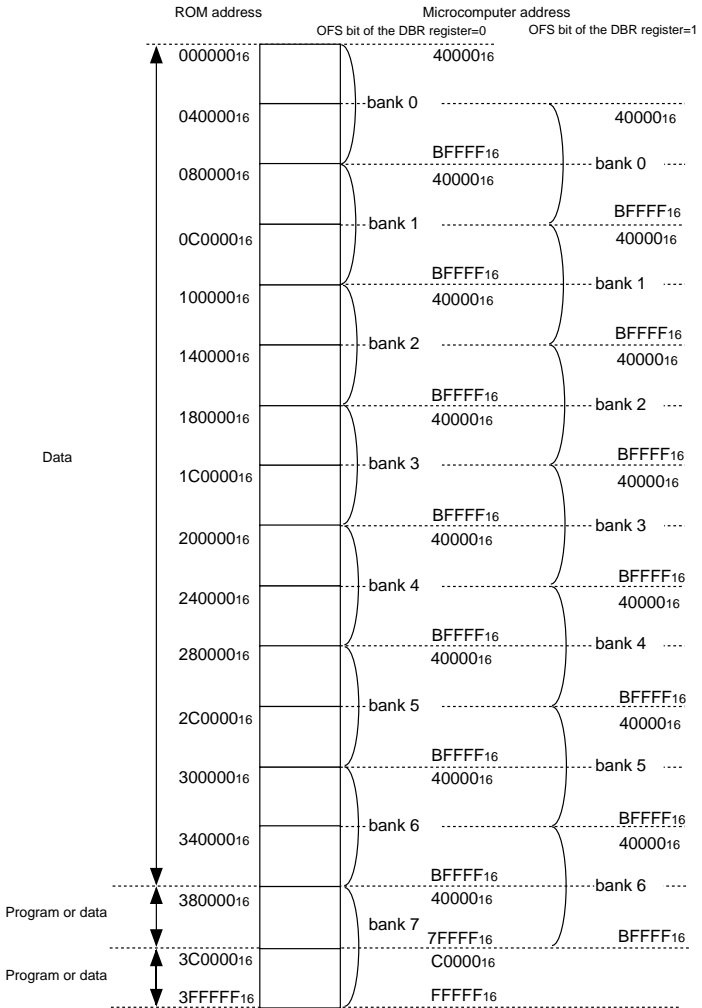 ROM address Microcomputer address
OFS bit of the DBR register=0 OFS bit of the DBR register=1
00000016 4000016
bank 0
04000016 4000016
BFFFF16 bank 0
08000016 4000016
bank 1 BFFFF16
0C000016 4000016
BFFFF16 bank 1
10000016 4000016
bank 2 BFFFF16
14000016 4000016
BFFFF16 bank 2
18000016 4000016
Data bank 3 BFFFF16
1C000016 4000016
BFFFF16 bank 3
20000016 4000016
bank 4 BFFFF16
24000016 4000016
BFFFF16 bank 4
28000016 4000016
bank 5 BFFFF16
2C000016 4000016
BFFFF16 bank 5
30000016 4000016
bank 6 BFFFF16
34000016 4000016
BFFFF16 bank 6
38000016 4000016
Program or data bank 7
7FFFF16 BFFFF16
3C000016 C000016
Program or data
3FFFFF16 FFFFF16